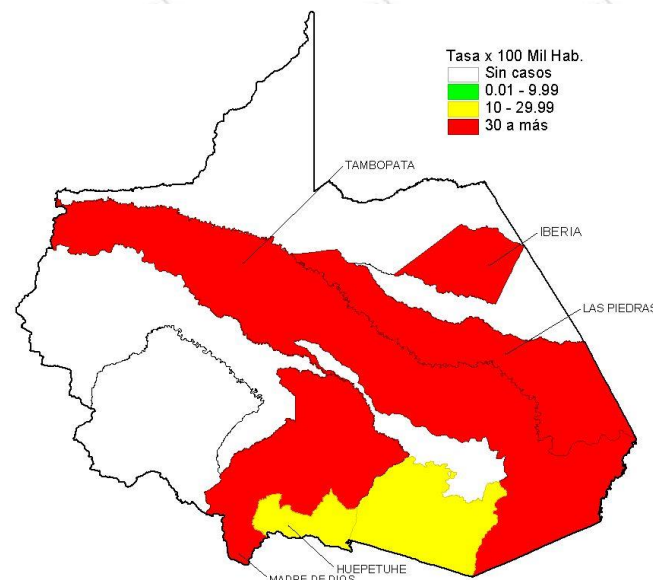 Tasa x 100 Mil Hab.
Sin casos
0.01 - 9.99
10 - 29.99
30 a más
TAMBOPATA
IBERIA
LAS PIEDRAS
HUEPETUHE
MADRE DE DIOS